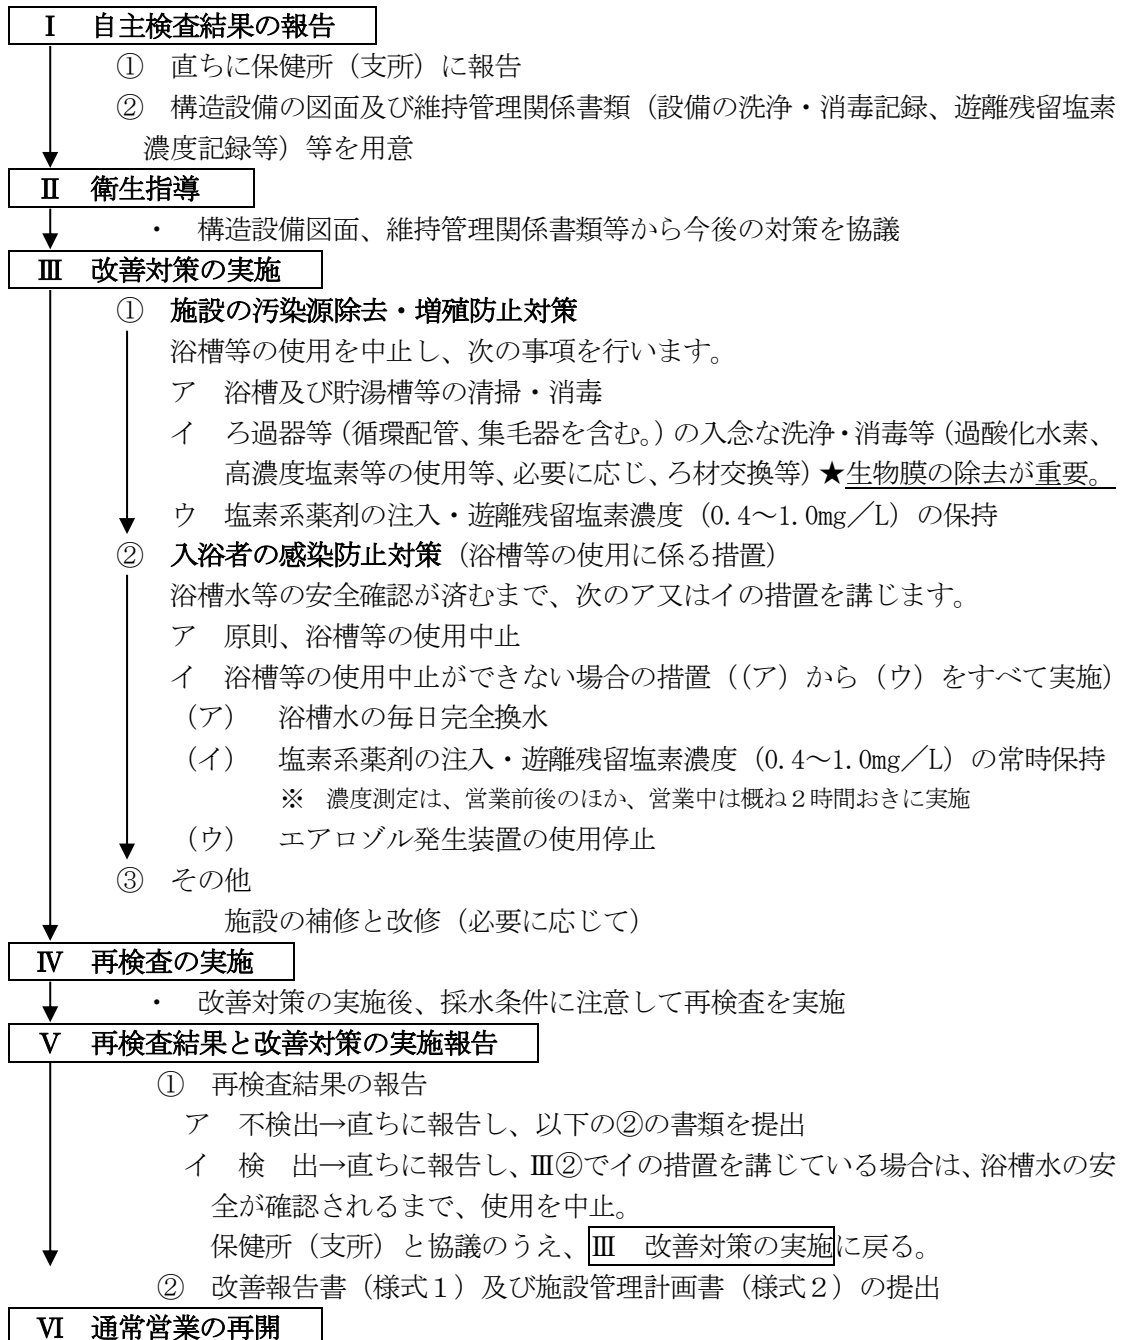 Ⅰ　自主検査結果の報告
①　直ちに保健所（支所）に報告
②　構造設備の図面及び維持管理関係書類（設備の洗浄・消毒記録、遊離残留塩素
濃度記録等）等を用意
Ⅱ　衛生指導
・　構造設備図面、維持管理関係書類等から今後の対策を協議
Ⅲ　改善対策の実施
①　施設の汚染源除去・増殖防止対策
浴槽等の使用を中止し、次の事項を行います。
ア　浴槽及び貯湯槽等の清掃・消毒
イ　ろ過器等（循環配管、集毛器を含む。）の入念な洗浄・消毒等（過酸化水素、
高濃度塩素等の使用等、必要に応じ、ろ材交換等）★生物膜の除去が重要。
ウ　塩素系薬剤の注入・遊離残留塩素濃度（0.4～1.0mg／L）の保持
②　入浴者の感染防止対策（浴槽等の使用に係る措置）
浴槽水等の安全確認が済むまで、次のア又はイの措置を講じます。
ア　原則、浴槽等の使用中止
イ　浴槽等の使用中止ができない場合の措置（（ア）から（ウ）をすべて実施）
（ア）　浴槽水の毎日完全換水
（イ）　塩素系薬剤の注入・遊離残留塩素濃度（0.4～1.0mg／L）の常時保持
※　濃度測定は、営業前後のほか、営業中は概ね２時間おきに実施
（ウ）　エアロゾル発生装置の使用停止
③　その他
施設の補修と改修（必要に応じて）
Ⅳ　再検査の実施
・　改善対策の実施後、採水条件に注意して再検査を実施
Ⅴ　再検査結果と改善対策の実施報告
①　再検査結果の報告
ア　不検出→直ちに報告し、以下の②の書類を提出
イ　検　出→直ちに報告し、Ⅲ②でイの措置を講じている場合は、浴槽水の安
全が確認されるまで、使用を中止。
保健所（支所）と協議のうえ、Ⅲ　改善対策の実施に戻る。
②　改善報告書（様式１）及び施設管理計画書（様式２）の提出
Ⅵ　通常営業の再開